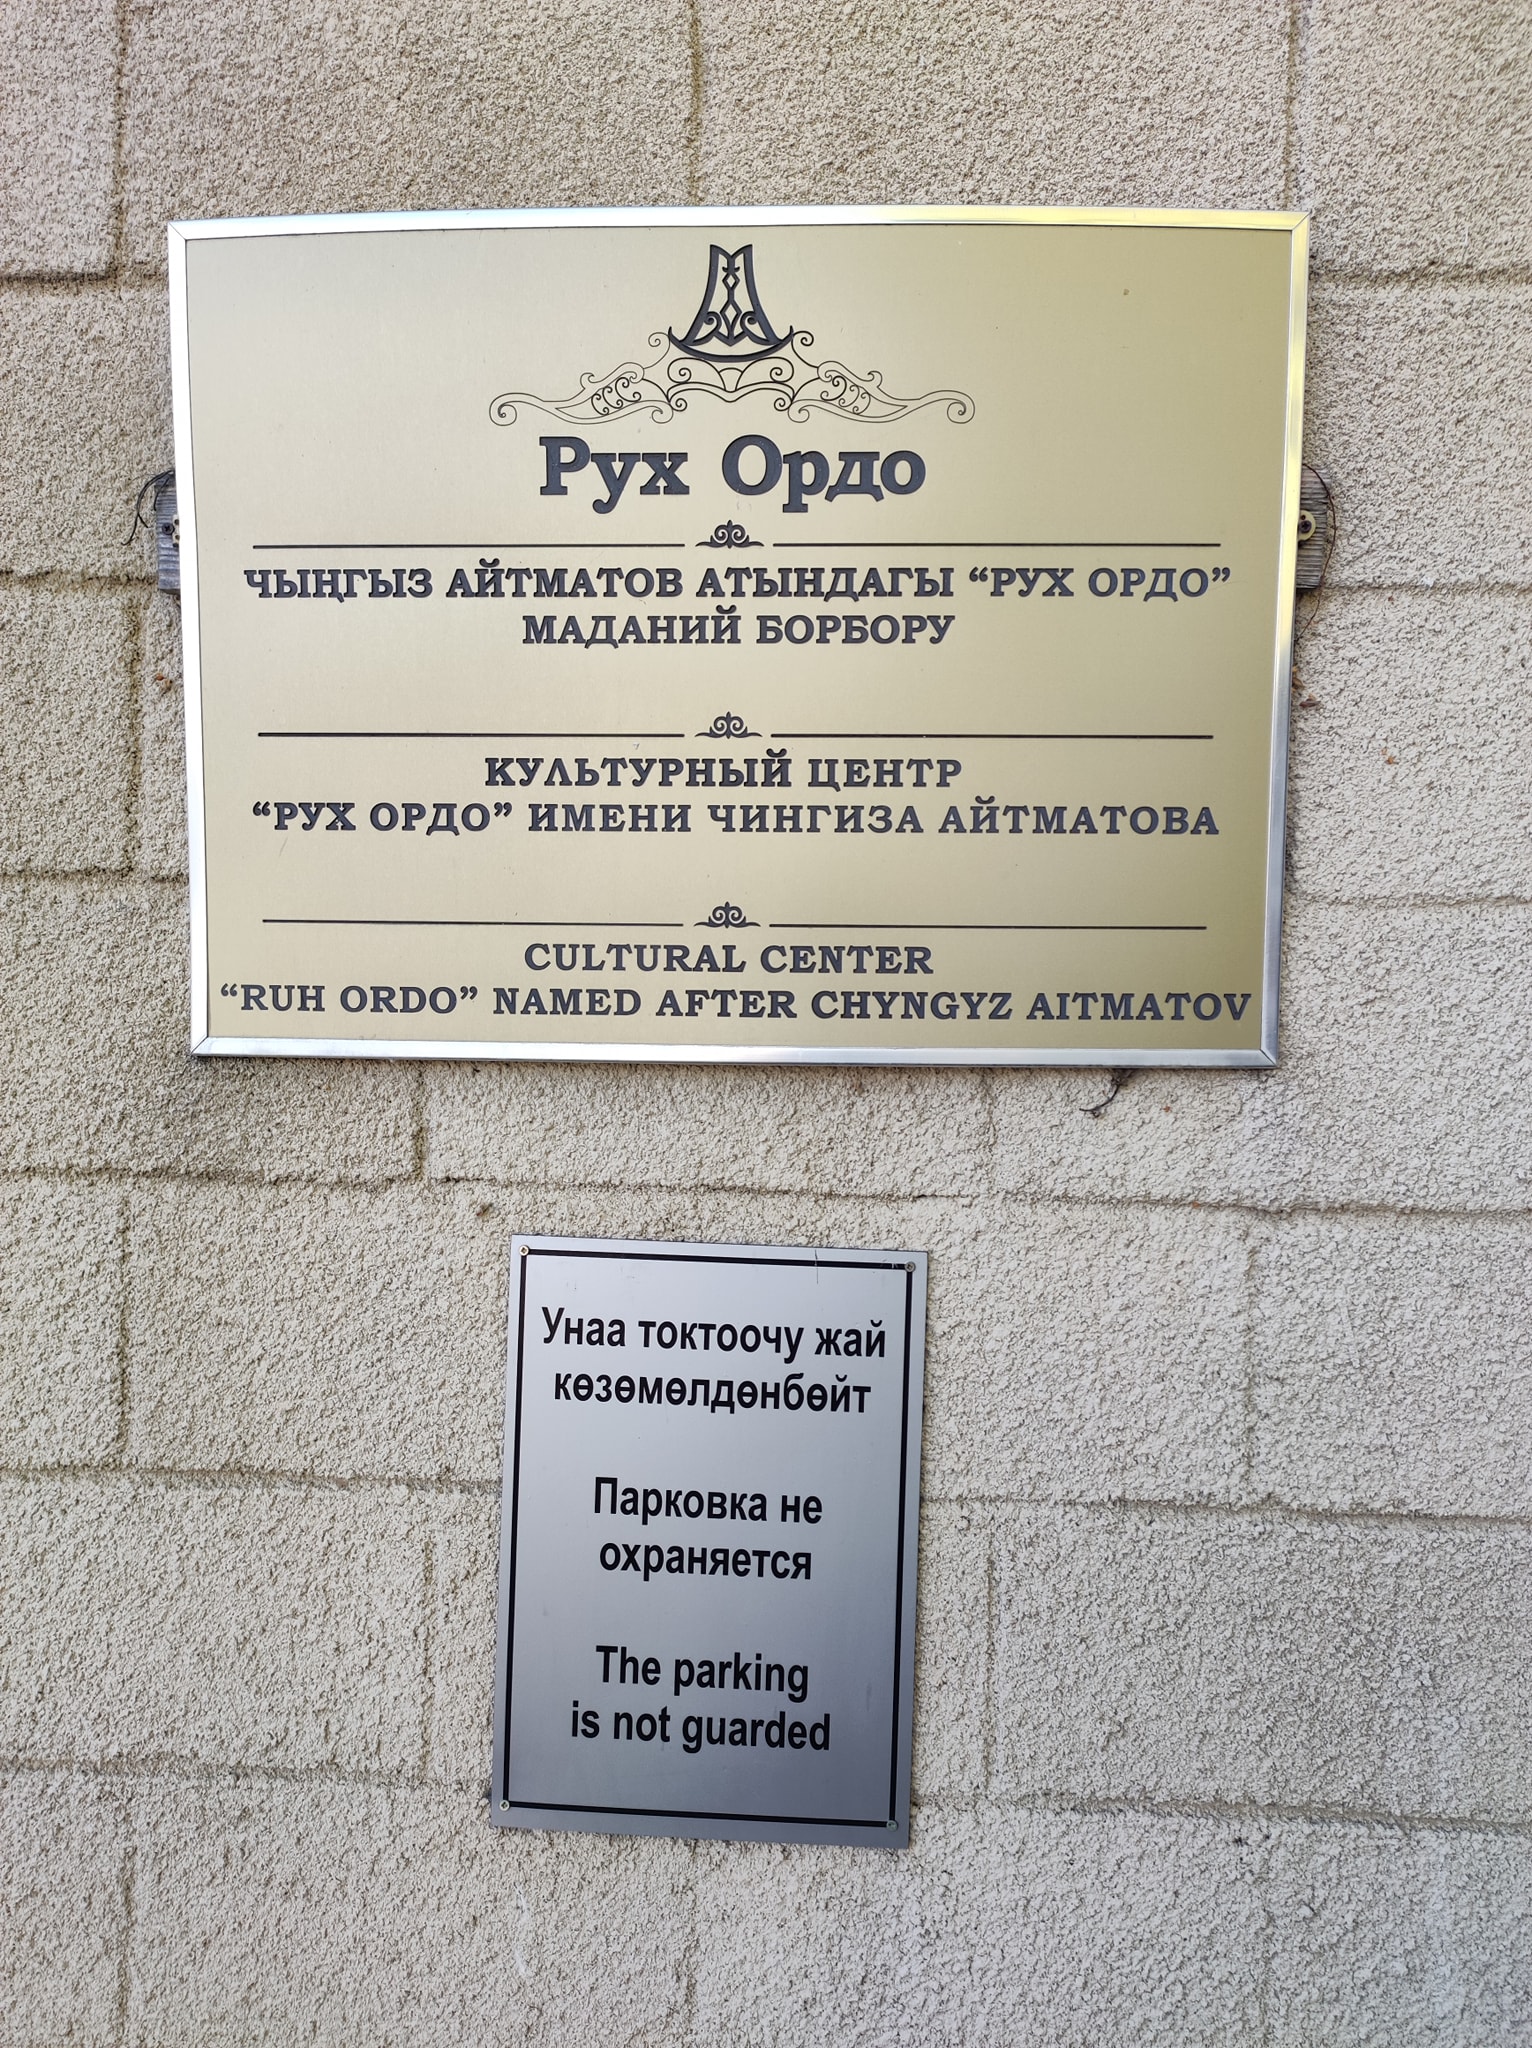 Рух Ордо
ЧЫҢГЫЗ АЙТМАТОВ АТЫНДАГЫ “РУХ ОРДО”
МАДАНИЙ БОРБОРУ
КУЛЬТУРНЫЙ ЦЕНТР
“РУХ ОРДО” ИМЕНИ ЧИНГИЗА АЙТМАТОВА
CULTURAL CENTER
“RUH ORDO” NAMED AFTER CHYNGYZ AITMATOV
Унаа токтоочу жай
көзөмөлдөнбөйт
Парковка не
охраняется
The parking
is not guarded